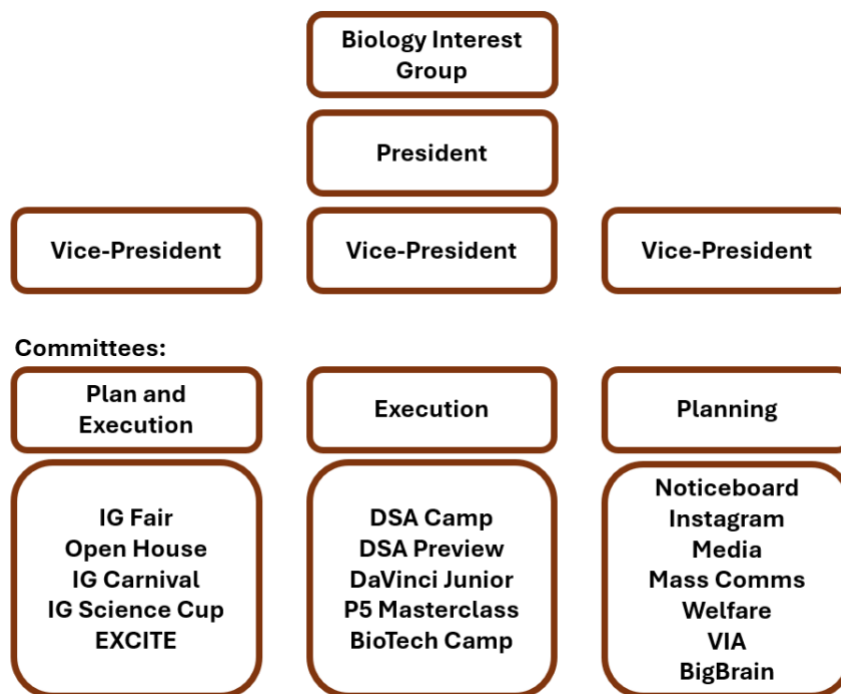 Biology Interest
Group
President
Vice-President
Vice-President
Vice-President
Committees:
Plan and
Execution
Execution
Planning
IG Fair
Open House
IG Carnival
IG Science Cup
EXCITE
DSA Camp
DSA Preview
DaVinci Junior
P5 Masterclass
BioTech Camp
Noticeboard
Instagram
Media
Mass Comms
Welfare
VIA
BigBrain